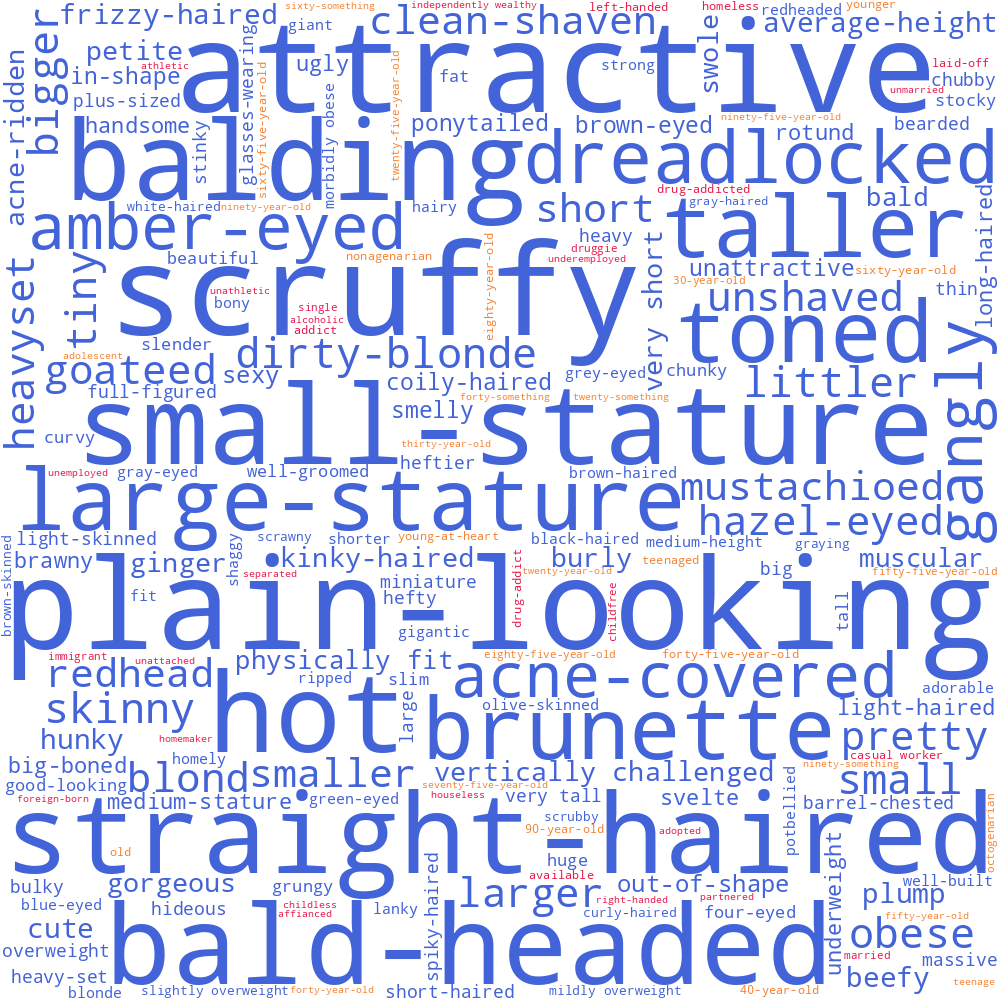 sixty-something
independently wealthy
left-handed
homeless
redheaded
younger
frizzy-haired
giant
clean-shaven
swole
average-height
bigger
petite
athletic
glasses-wearing
ugly
attractive
fat
strong
laid-off
chubby
in-shape
unmarried
plus-sized
stocky
acne-ridden
sixty-five-year-old
morbidly obese
twenty-five-year-old
handsome
stinky
balding
ponytailed
brown-eyed
ninety-five-year-old
rotund
bearded
dreadlocked
drug-addicted
gray-haired
bald
white-haired
ninety-year-old
hairy
short
taller
long-haired
amber-eyed
heavy
druggie
underemployed
beautiful
nonagenarian
eighty-year-old
scruffy
very short
unattractive
sixty-year-old
30-year-old
thin
heavyset
tiny
unathletic
bony
single
alcoholic
addict
unshaved
toned
slender
adolescent
dirty-blonde
goateed
sexy
coily-haired
grey-eyed
chunky
littler
gangly
full-figured
forty-something
twenty-something
smelly
small-stature
curvy
thirty-year-old
heftier
unemployed
gray-eyed
well-groomed
brown-haired
large-stature
mustachioed
hazel-eyed
light-skinned
shaggy
scrawny
shorter
young-at-heart
black-haired
medium-height
graying
brown-skinned
brawny
ginger
separated
kinky-haired
drug-addict
twenty-year-old
burly
teenaged
big
muscular
fifty-five-year-old
fit
miniature
hefty
childfree
tall
plain-looking
gigantic
immigrant
unattached
physically fit
eighty-five-year-old
forty-five-year-old
redhead
ripped
slim
acne-covered
adorable
skinny
hot
large
olive-skinned
light-haired
brunette
hunky
homemaker
pretty
homely
casual worker
big-boned
blond
smaller
vertically challenged
ninety-something
small
good-looking
seventy-five-year-old
foreign-born
medium-stature
green-eyed
houseless
very tall
svelte
potbellied
barrel-chested
octogenarian
straight-haired
scrubby
90-year-old
adopted
old
huge
available
bulky
gorgeous
grungy
spiky-haired
larger
out-of-shape
underweight
well-built
plump
right-handed
partnered
blue-eyed
hideous
childless
affianced
lanky
curly-haired
four-eyed
fifty-year-old
cute
bald-headed
obese
overweight
married
massive
heavy-set
beefy
teenage
blonde
slightly overweight
forty-year-old
short-haired
mildly overweight
40-year-old